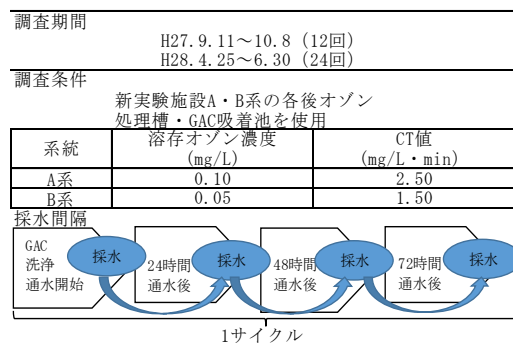 調査期間
H27.9.11～10.8（12回）
H28.4.25～6.30（24回）
調査条件
新実験施設A・B系の各後オゾン
処理槽・GAC吸着池を使用
系統 溶存オゾン濃度 CT値
(mg/L) (mg/L・min)
A系 0.10 2.50
B系 0.05 1.50
採水間隔
GAC
洗浄
通水開始
採水
24時間
通水後
採水
48時間
通水後
採水
72時間
通水後
採水
1サイクル